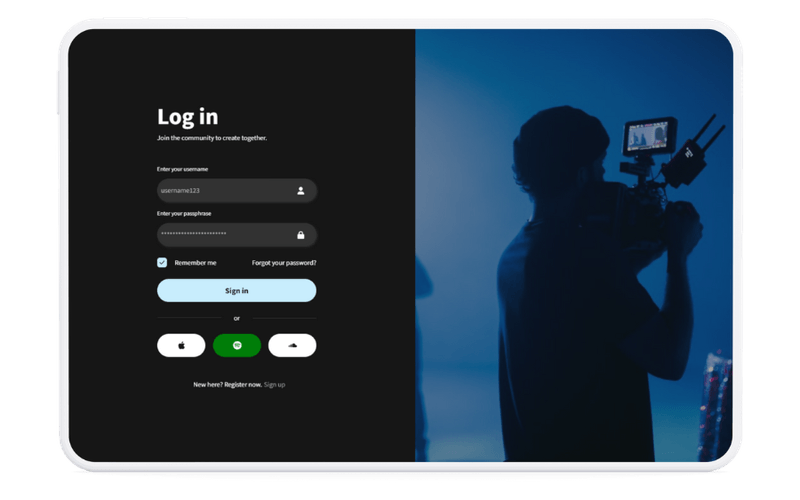 Log in
Join the community to create together.
Enter your username
username123
Enter your passphrase
***********************
Remember me Forgot your password?
Sign in
or
New here? Register now. Sign up